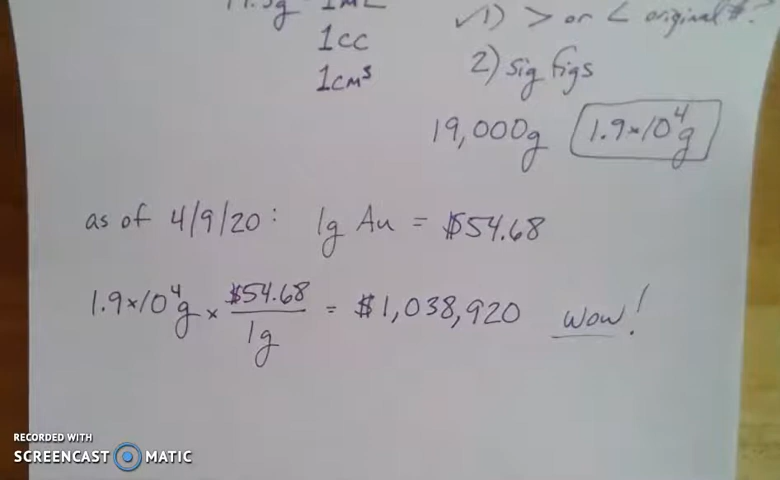 1mL
✓1) > or < original #?
1cc
2) sig figs
1cm³
19,000g 1.9×10⁴g
as of 4/9/20: 1g Au = $54.68
1.9×10⁴g × $54.68 / 1g = $1,038,920 Wow!
RECORDED WITH
SCREENCAST MATIC